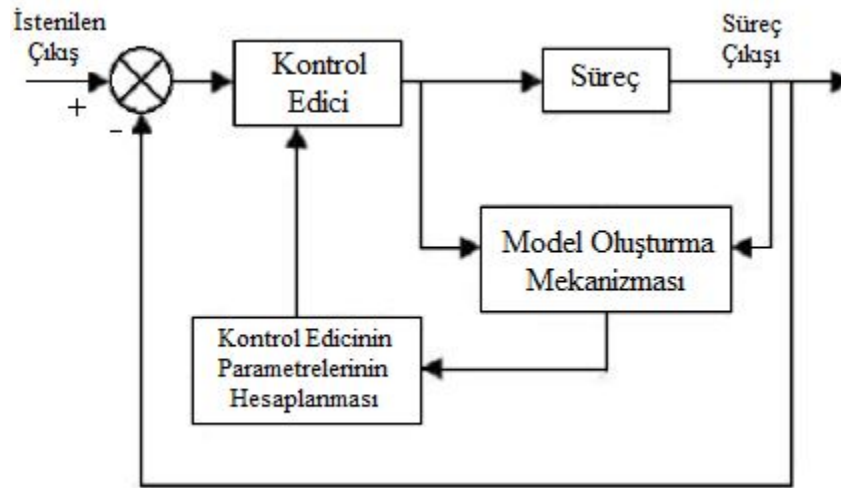 İstenilen
Çıkış
+
-
Kontrol
Edici
Süreç
Süreç
Çıkışı
Model Oluşturma
Mekanizması
Kontrol Edicinin
Parametrelerinin
Hesaplanması